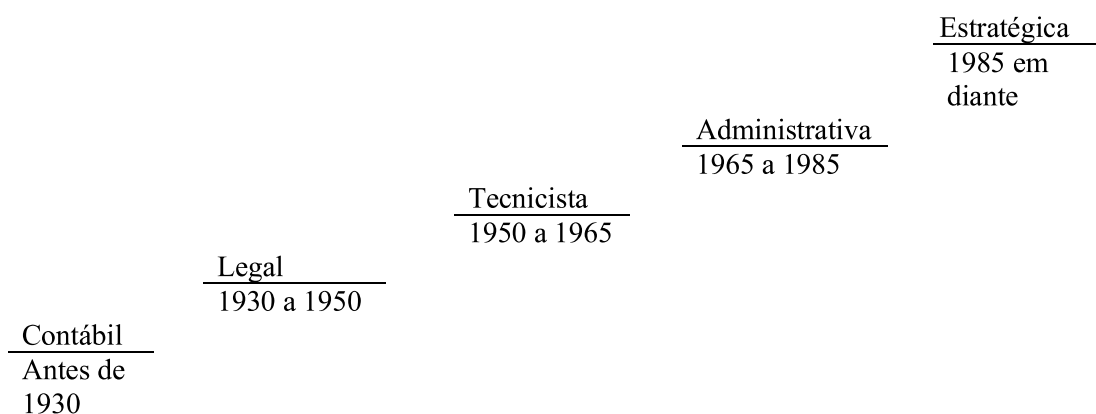 Estratégica
1985 em
diante
Administrativa
1965 a 1985
Tecnicista
1950 a 1965
Legal
1930 a 1950
Contábil
Antes de
1930